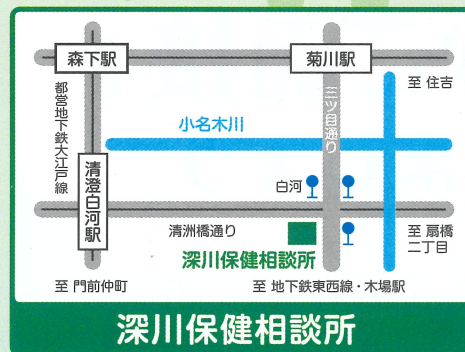 森下駅
菊川駅
至 住吉
都営地下鉄大江戸線
三ツ目通り
小名木川
清澄白河駅
白河
清洲橋通り
深川保健相談所
至 扇橋
二丁目
至 門前仲町
至 地下鉄東西線・木場駅
深川保健相談所